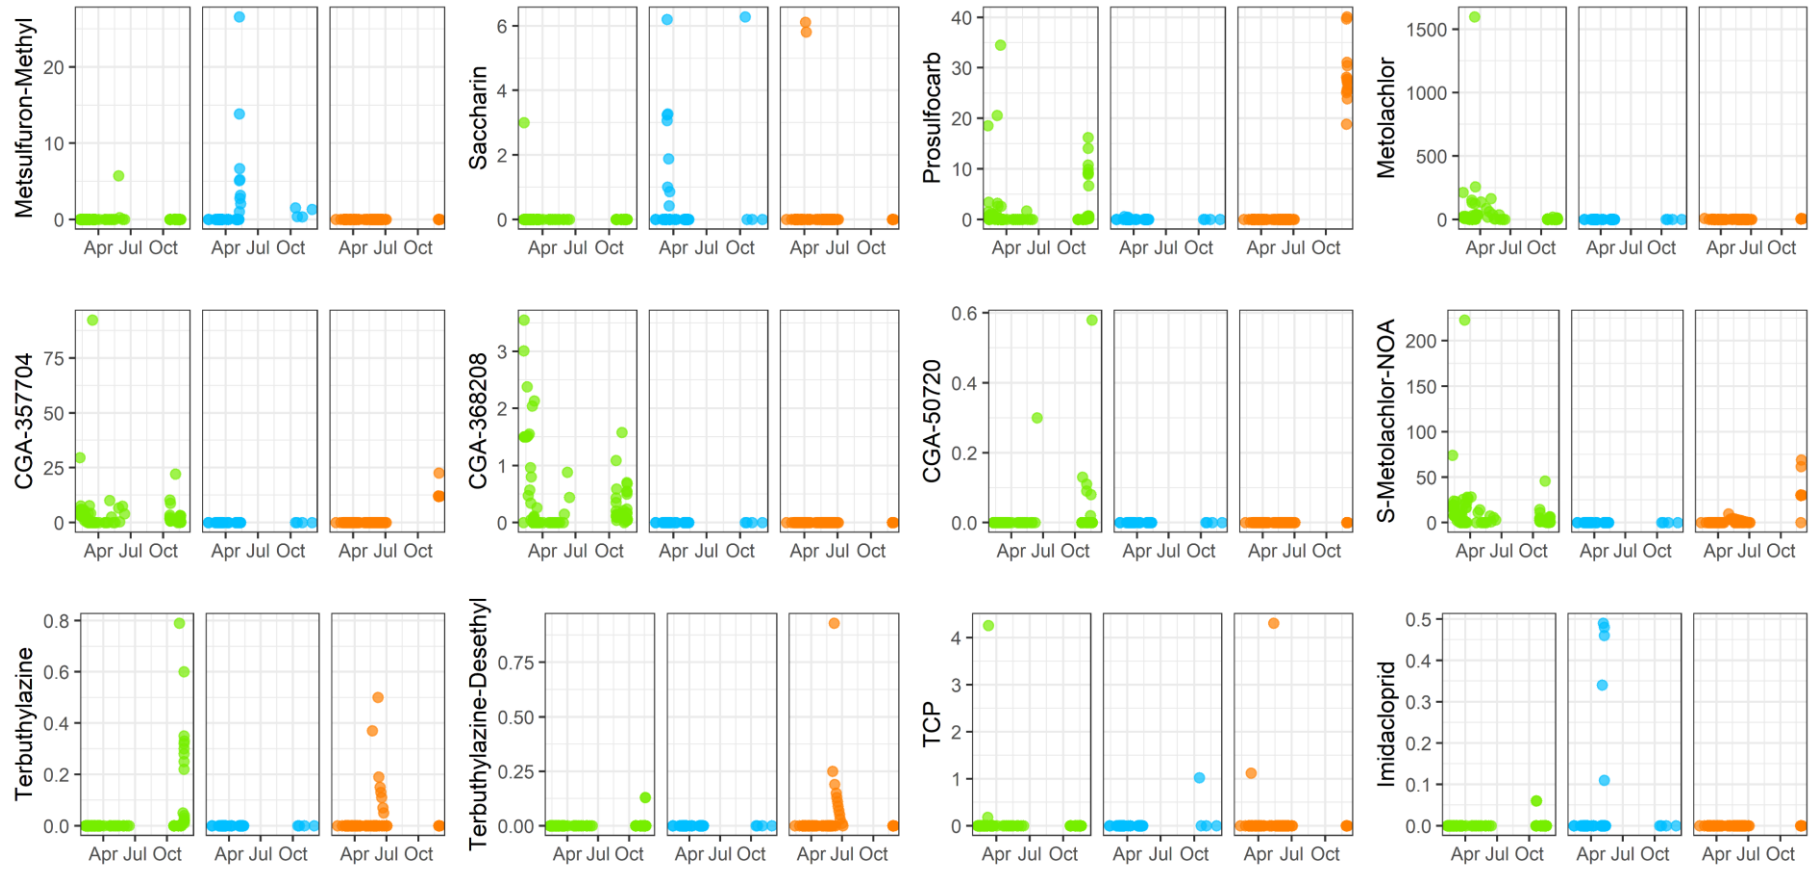 Metsulfuron-Methyl
20
10
0
Apr Jul Oct
Apr Jul Oct
Apr Jul Oct
Saccharin
6
4
2
0
Apr Jul Oct
Apr Jul Oct
Apr Jul Oct
Prosulfocarb
40
30
20
10
0
Apr Jul Oct
Apr Jul Oct
Apr Jul Oct
Metolachlor
1500
1000
500
0
Apr Jul Oct
Apr Jul Oct
Apr Jul Oct
CGA-357704
75
50
25
0
Apr Jul Oct
Apr Jul Oct
Apr Jul Oct
CGA-368208
3
2
1
0
Apr Jul Oct
Apr Jul Oct
Apr Jul Oct
CGA-50720
0.6
0.4
0.2
0.0
Apr Jul Oct
Apr Jul Oct
Apr Jul Oct
S-Metolachlor-NOA
200
150
100
50
0
Apr Jul Oct
Apr Jul Oct
Apr Jul Oct
Terbuthylazine
0.8
0.6
0.4
0.2
0.0
Apr Jul Oct
Apr Jul Oct
Apr Jul Oct
Terbuthylazine-Desethyl
0.75
0.50
0.25
0.00
Apr Jul Oct
Apr Jul Oct
Apr Jul Oct
TCP
4
3
2
1
0
Apr Jul Oct
Apr Jul Oct
Apr Jul Oct
Imidacloprid
0.5
0.4
0.3
0.2
0.1
0.0
Apr Jul Oct
Apr Jul Oct
Apr Jul Oct